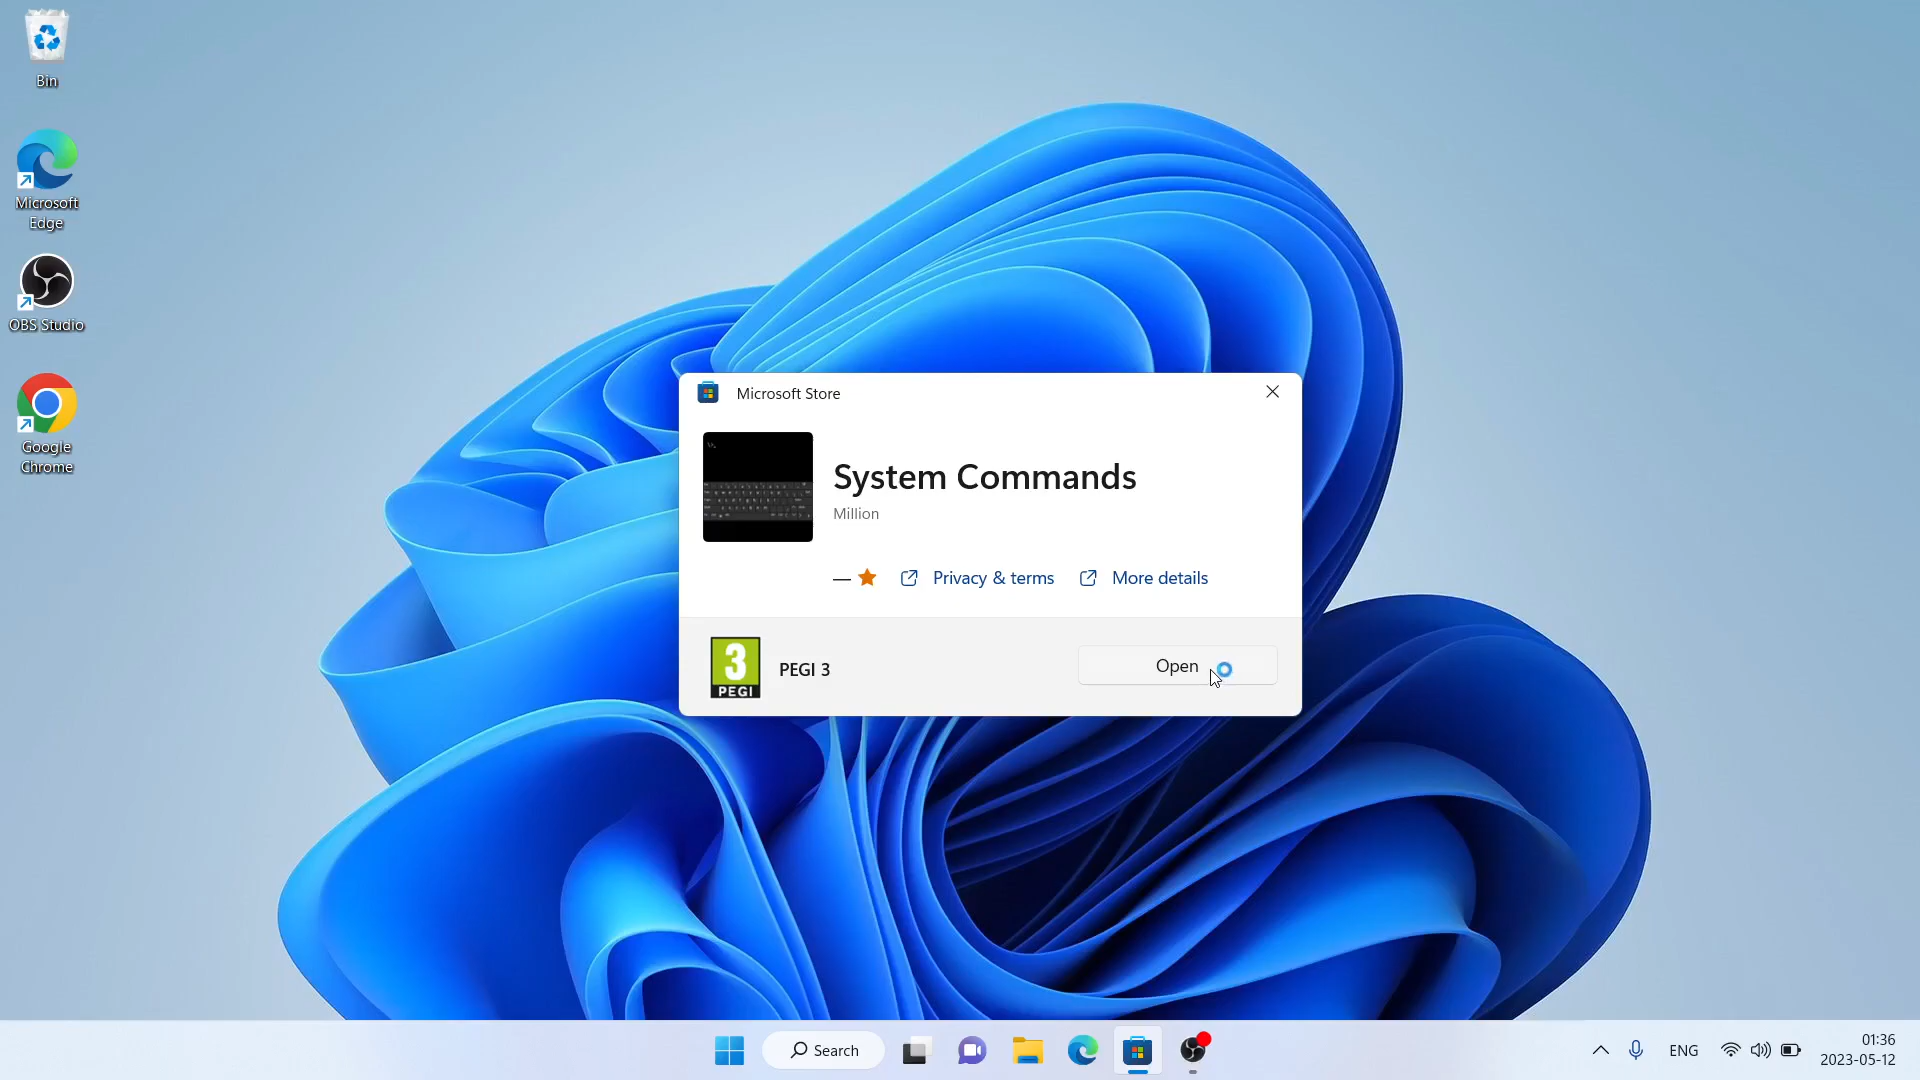 Bin
Microsoft
Edge
OBS Studio
Google
Chrome
Microsoft Store
System Commands
Million
— Privacy & terms More details
3
PEGI
PEGI 3
Open
Search
ENG
01:36
2023-05-12